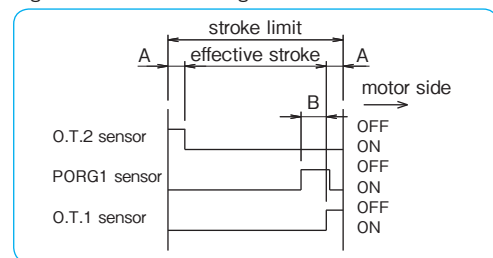 stroke limit
A effective stroke A
B motor side
O.T.2 sensor OFF
ON
PORG1 sensor OFF
ON
O.T.1 sensor OFF
ON